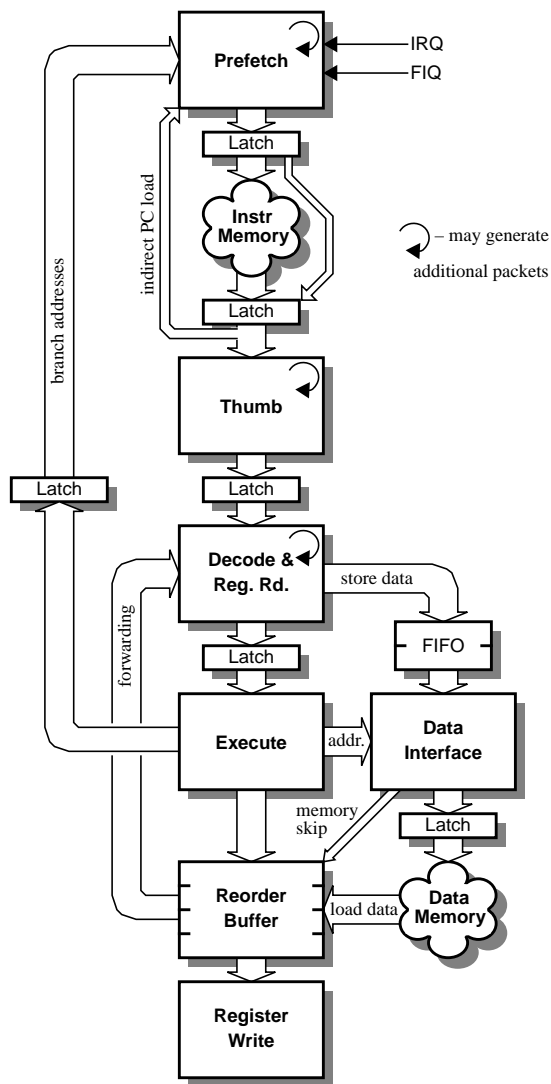 Prefetch
IRQ
FIQ
Latch
indirect PC load
Instr
Memory
– may generate
additional packets
Latch
branch addresses
Thumb
Latch
Latch
Decode &
Reg. Rd.
store data
forwarding
FIFO
Latch
Execute
addr.
Data
Interface
memory
skip
Latch
Reorder
Buffer
load data
Data
Memory
Register
Write